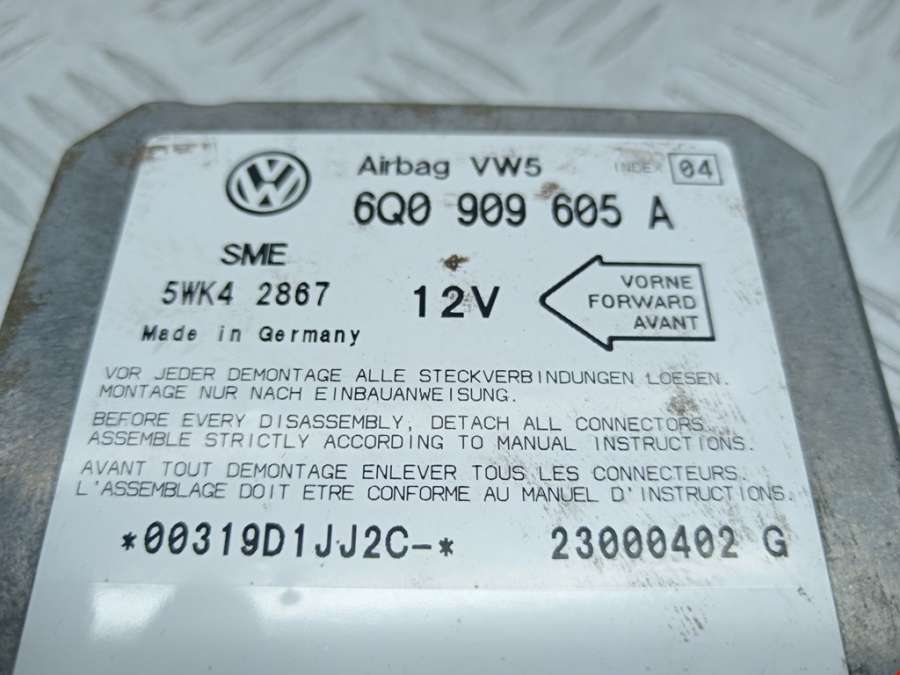 Airbag VW5 INDEX 04
6Q0 909 605 A
SME
5WK4 2867
12V
VORNE
FORWARD
AVANT
Made in Germany
VOR JEDER DEMONTAGE ALLE STECKVERBINDUNGEN LOESEN.
MONTAGE NUR NACH EINBAUANWEISUNG.
BEFORE EVERY DISASSEMBLY, DETACH ALL CONNECTORS.
ASSEMBLE STRICTLY ACCORDING TO MANUAL INSTRUCTIONS.
AVANT TOUT DEMONTAGE ENLEVER TOUS LES CONNECTEURS.
L'ASSEMBLAGE DOIT ETRE CONFORME AU MANUEL D'INSTRUCTIONS.
*00319D1JJ2C-* 23000402 G